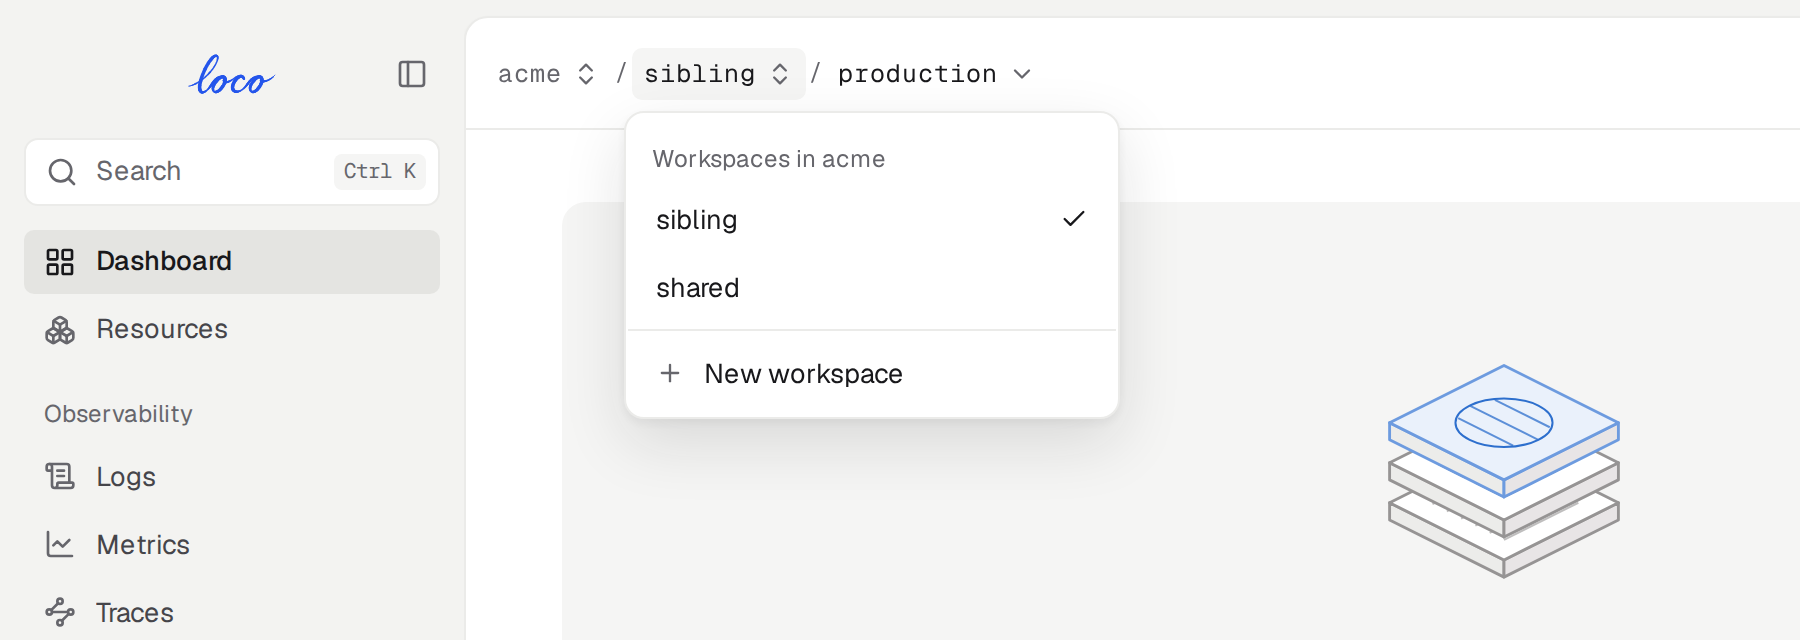 loco
acme / sibling / production
Search Ctrl K
Workspaces in acme
sibling
shared
New workspace
Dashboard
Resources
Observability
Logs
Metrics
Traces